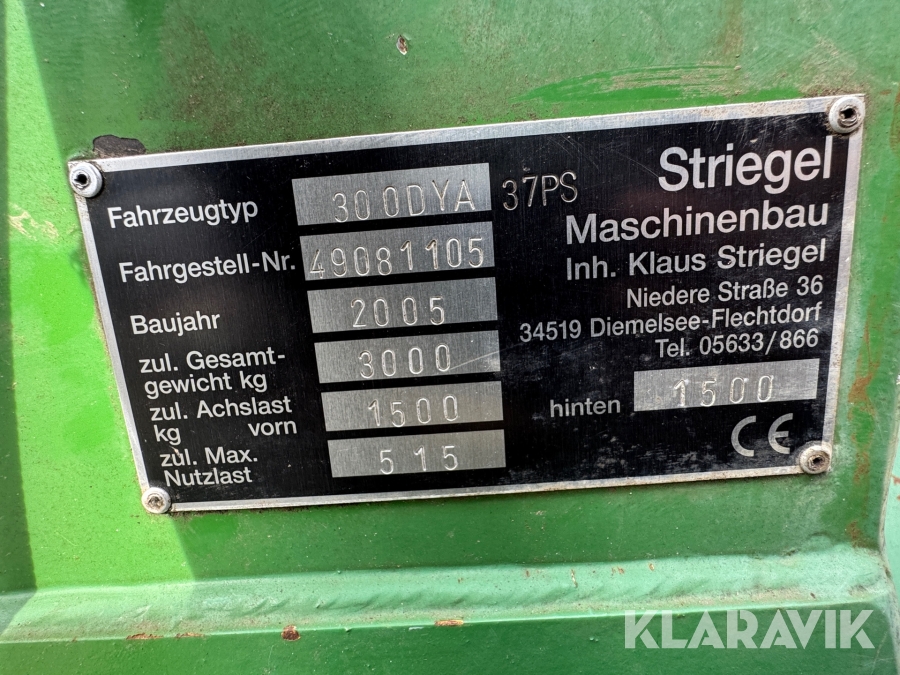 Striegel
Maschinenbau
Inh. Klaus Striegel
Niedere Straße 36
34519 Diemelsee-Flechtdorf
Tel. 05633/866
Fahrzeugtyp 300DYA 37PS
Fahrgestell-Nr. 49081105
Baujahr 2005
zul. Gesamt-
gewicht kg 3000
zul. Achslast
kg vorn 1500 hinten 1500
zul. Max.
Nutzlast 515
CE
KLARAVIK